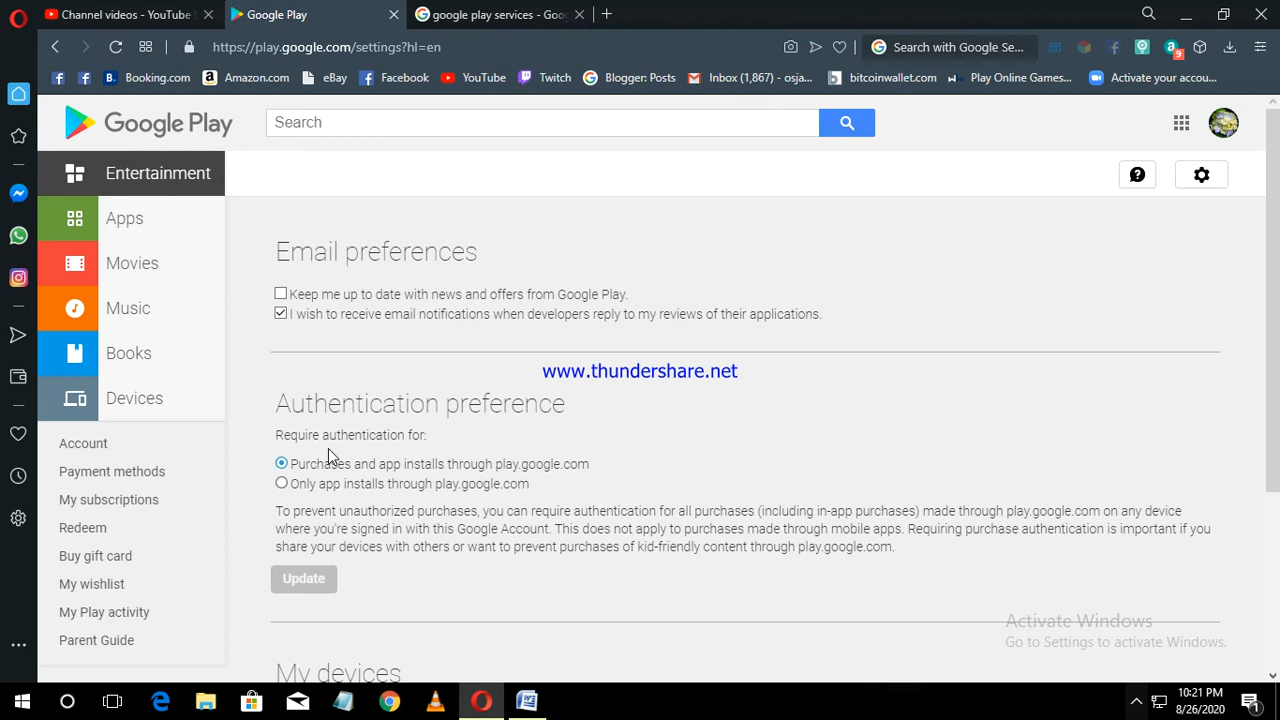 Channel videos - YouTube
Google Play
google play services - Goo
https://play.google.com/settings?hl=en
Search with Google Se...
9
Booking.com
Amazon.com
eBay
Facebook
YouTube
Twitch
Blogger: Posts
Inbox (1,867) - osja...
bitcoinwallet.com
Play Online Games...
Activate your accou...
Google Play
Search
Entertainment
Apps
Movies
Music
Books
Devices
Account
Payment methods
My subscriptions
Redeem
Buy gift card
My wishlist
My Play activity
Parent Guide
Email preferences
Keep me up to date with news and offers from Google Play.
I wish to receive email notifications when developers reply to my reviews of their applications.
www.thundershare.net
Authentication preference
Require authentication for:
Purchases and app installs through play.google.com
Only app installs through play.google.com
To prevent unauthorized purchases, you can require authentication for all purchases (including in-app purchases) made through play.google.com on any device
where you're signed in with this Google Account. This does not apply to purchases made through mobile apps. Requiring purchase authentication is important if you
share your devices with others or want to prevent purchases of kid-friendly content through play.google.com.
Update
My devices
Activate Windows
Go to Settings to activate Windows.
10:21 PM
8/26/2020
1